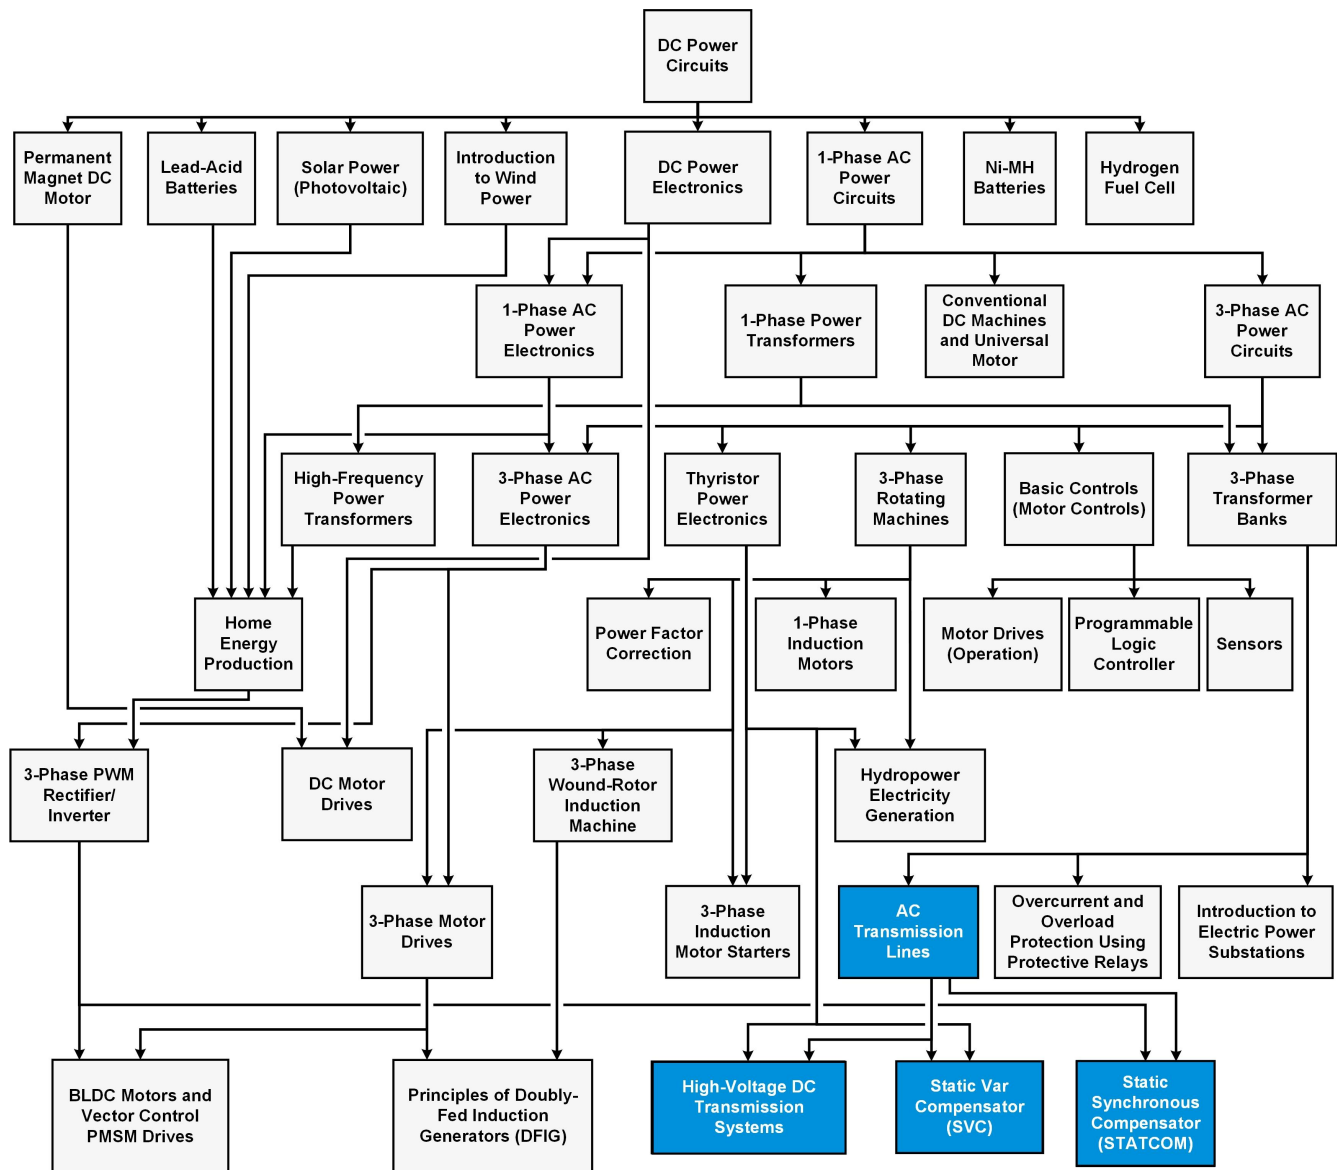 DC Power
Circuits
Permanent
Magnet DC
Motor
Lead-Acid
Batteries
Solar Power
(Photovoltaic)
Introduction
to Wind
Power
DC Power
Electronics
1-Phase AC
Power
Circuits
Ni-MH
Batteries
Hydrogen
Fuel Cell
1-Phase AC
Power
Electronics
1-Phase Power
Transformers
Conventional
DC Machines
and Universal
Motor
3-Phase AC
Power
Circuits
High-Frequency
Power
Transformers
3-Phase AC
Power
Electronics
Thyristor
Power
Electronics
3-Phase
Rotating
Machines
Basic Controls
(Motor Controls)
3-Phase
Transformer
Banks
Home
Energy
Production
Power Factor
Correction
1-Phase
Induction
Motors
Motor Drives
(Operation)
Programmable
Logic
Controller
Sensors
3-Phase PWM
Rectifier/
Inverter
DC Motor
Drives
3-Phase
Wound-Rotor
Induction
Machine
Hydropower
Electricity
Generation
3-Phase Motor
Drives
3-Phase
Induction
Motor Starters
AC
Transmission
Lines
Overcurrent and
Overload
Protection Using
Protective Relays
Introduction to
Electric Power
Substations
BLDC Motors and
Vector Control
PMSM Drives
Principles of Doubly-
Fed Induction
Generators (DFIG)
High-Voltage DC
Transmission
Systems
Static Var
Compensator
(SVC)
Static
Synchronous
Compensator
(STATCOM)